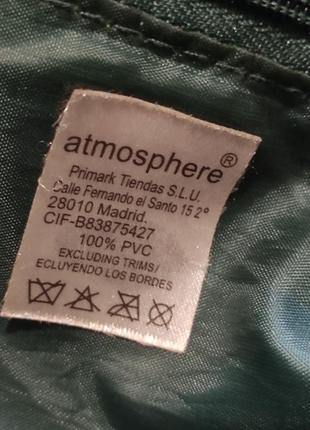 atmosphere®
Primark Tiendas S.L.U.
Calle Fernando el Santo 15 2º
28010 Madrid.
CIF-B83875427
100% PVC
EXCLUDING TRIMS/
ECLUYENDO LOS BORDES